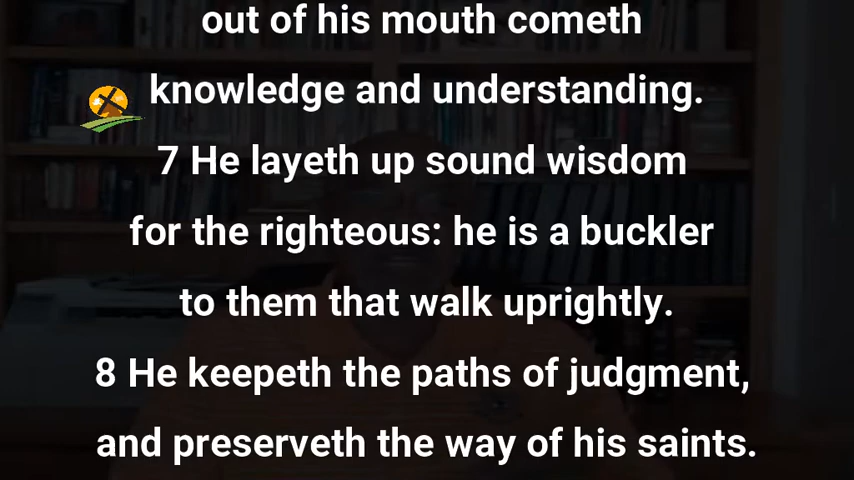 out of his mouth cometh
knowledge and understanding.
7 He layeth up sound wisdom
for the righteous: he is a buckler
to them that walk uprightly.
8 He keepeth the paths of judgment,
and preserveth the way of his saints.